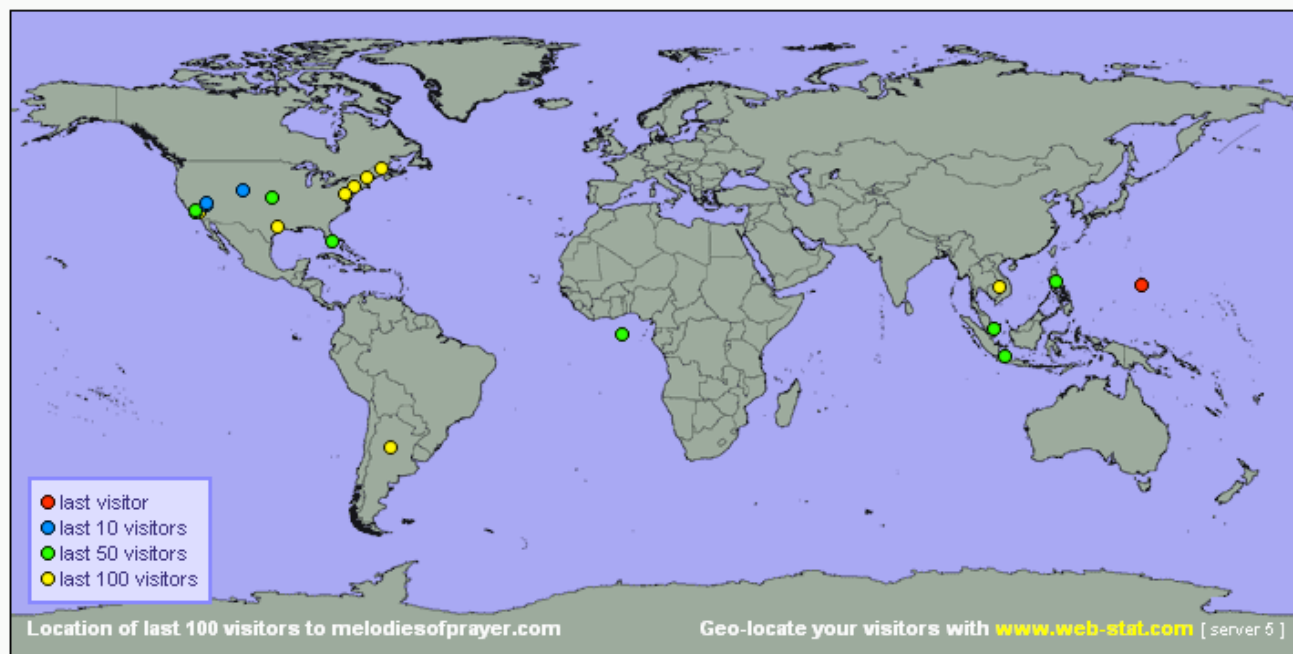 last visitor
last 10 visitors
last 50 visitors
last 100 visitors
Location of last 100 visitors to melodiesofprayer.com
Geo-locate your visitors with www.web-stat.com [ server 5 ]